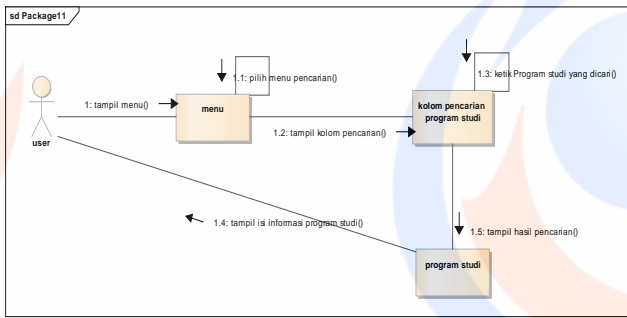 sd Package11
1.1: pilih menu pencarian()
1.3: ketik Program studi yang dicari()
1: tampil menu()
menu
kolom pencarian
program studi
1.2: tampil kolom pencarian()
user
1.4: tampil isi informasi program studi()
1.5: tampil hasil pencarian()
program studi